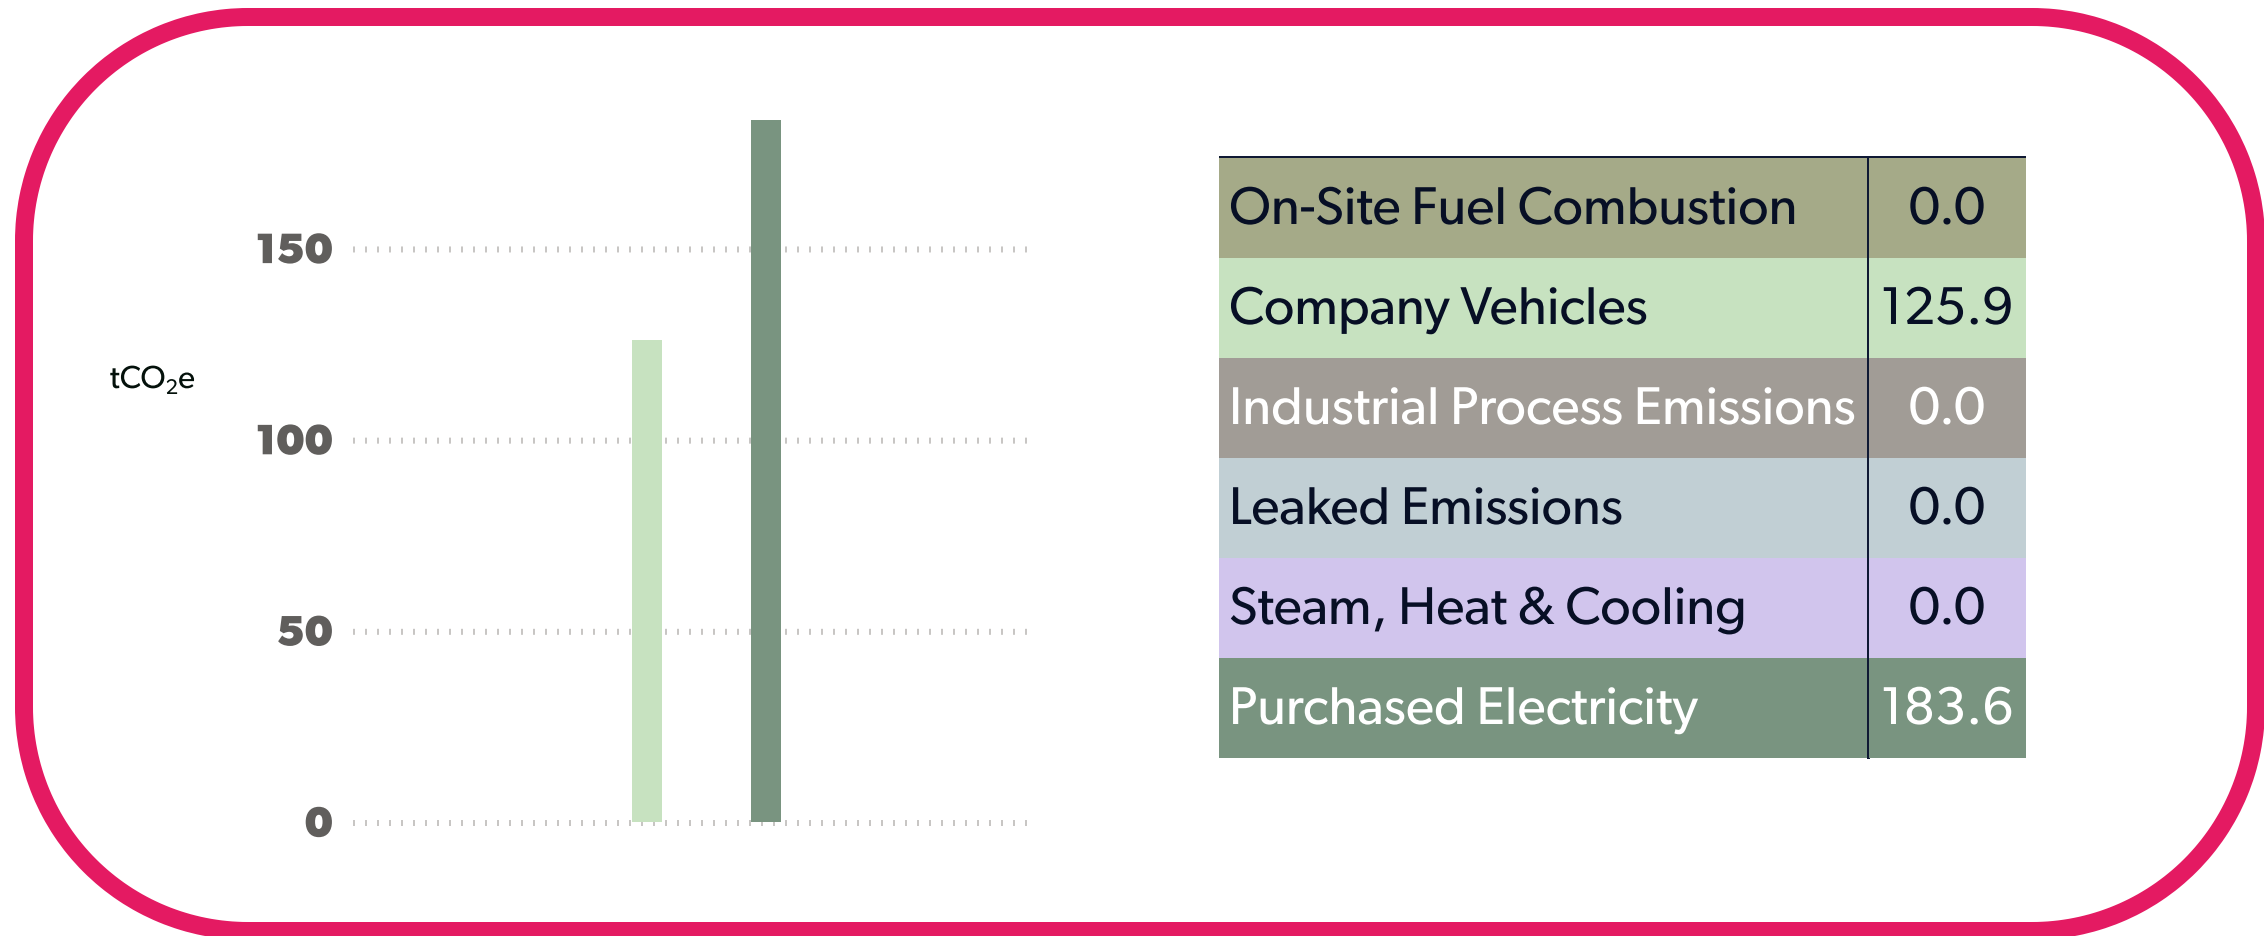 150
tCO₂e
100
50
0
On-Site Fuel Combustion 0.0
Company Vehicles 125.9
Industrial Process Emissions 0.0
Leaked Emissions 0.0
Steam, Heat & Cooling 0.0
Purchased Electricity 183.6